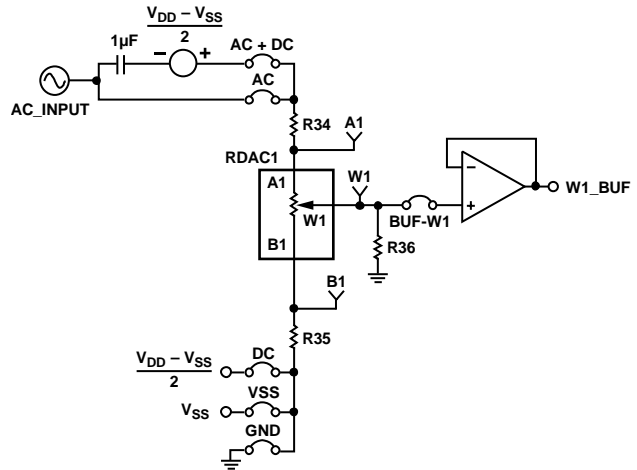 V_DD – V_SS
2
1µF
–
+
AC + DC
AC
AC_INPUT
R34
A1
RDAC1
A1
W1
B1
W1
BUF-W1
–
+
W1_BUF
R36
B1
R35
V_DD – V_SS
2
DC
V_SS
VSS
GND